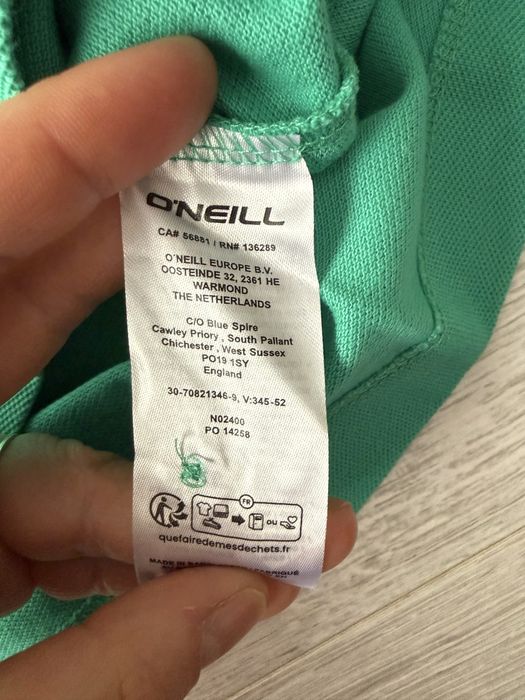 O'NEILL
CA# 56881 / RN# 136289
O'NEILL EUROPE B.V.
OOSTEINDE 32, 2361 HE
WARMOND
THE NETHERLANDS
C/O Blue Spire
Cawley Priory , South Pallant
Chichester , West Sussex
PO19 1SY
England
30-70821346-9, V:345-52
N02400
PO 14258
FR
OU
quefairedemesdechets.fr
MADE IN